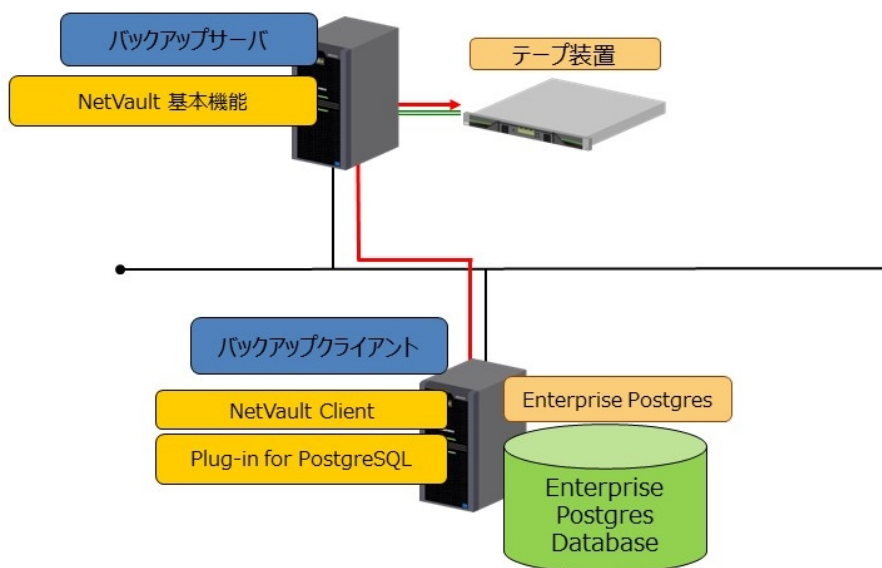 バックアップサーバ
NetVault 基本機能
テープ装置
バックアップクライアント
NetVault Client
Plug-in for PostgreSQL
Enterprise Postgres
Enterprise
Postgres
Database